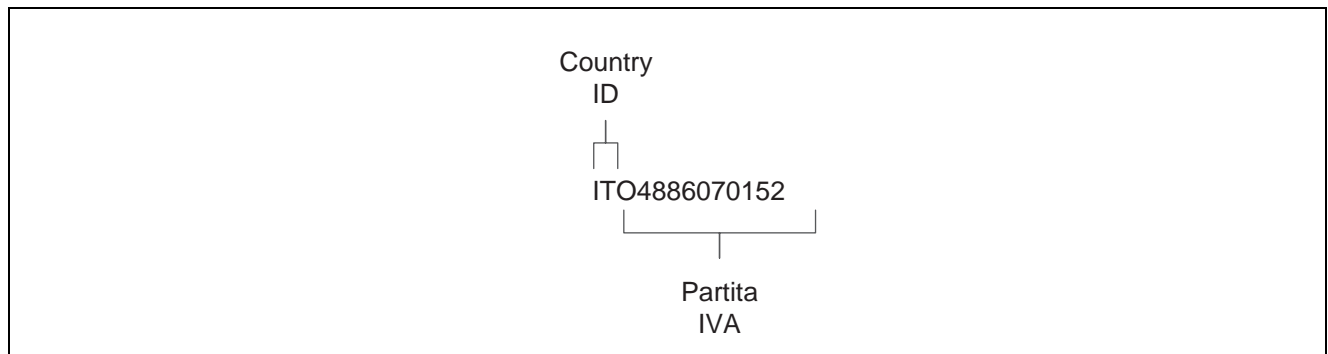 Country
ID
ITO4886070152
Partita
IVA